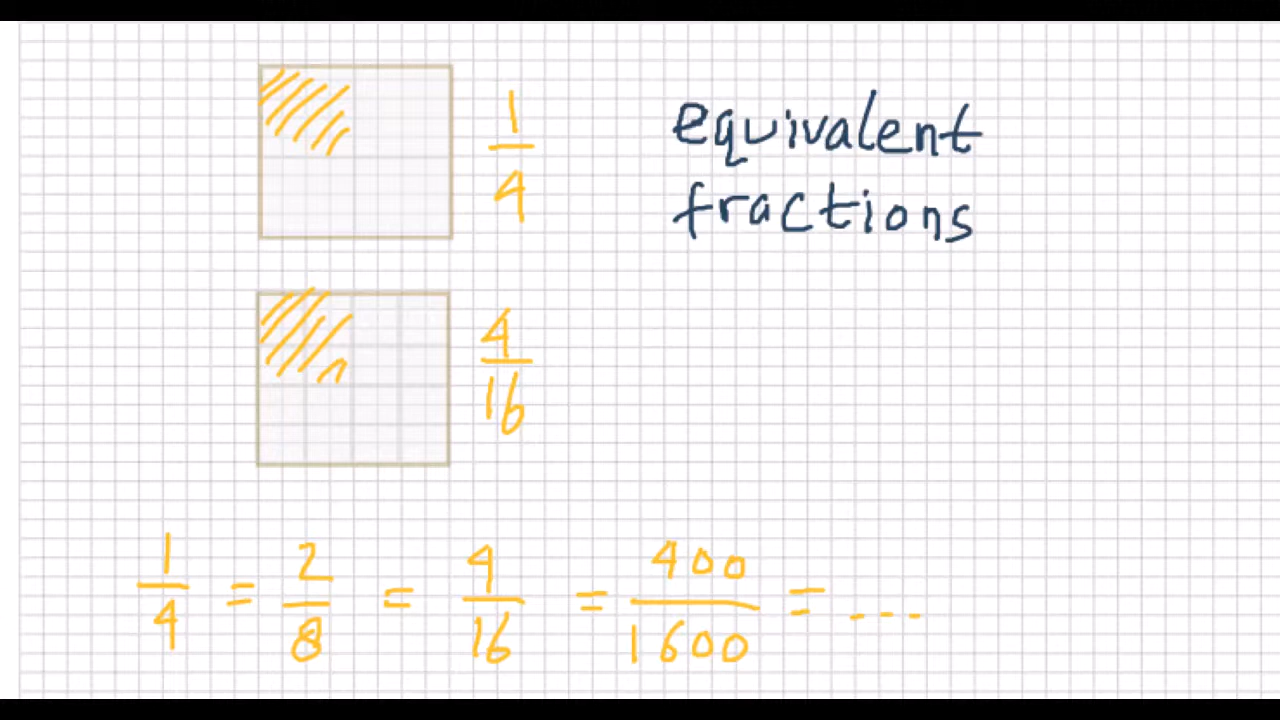 1/4
equivalent
fractions
4/16
1/4 = 2/8 = 4/16 = 400/1600 = ...